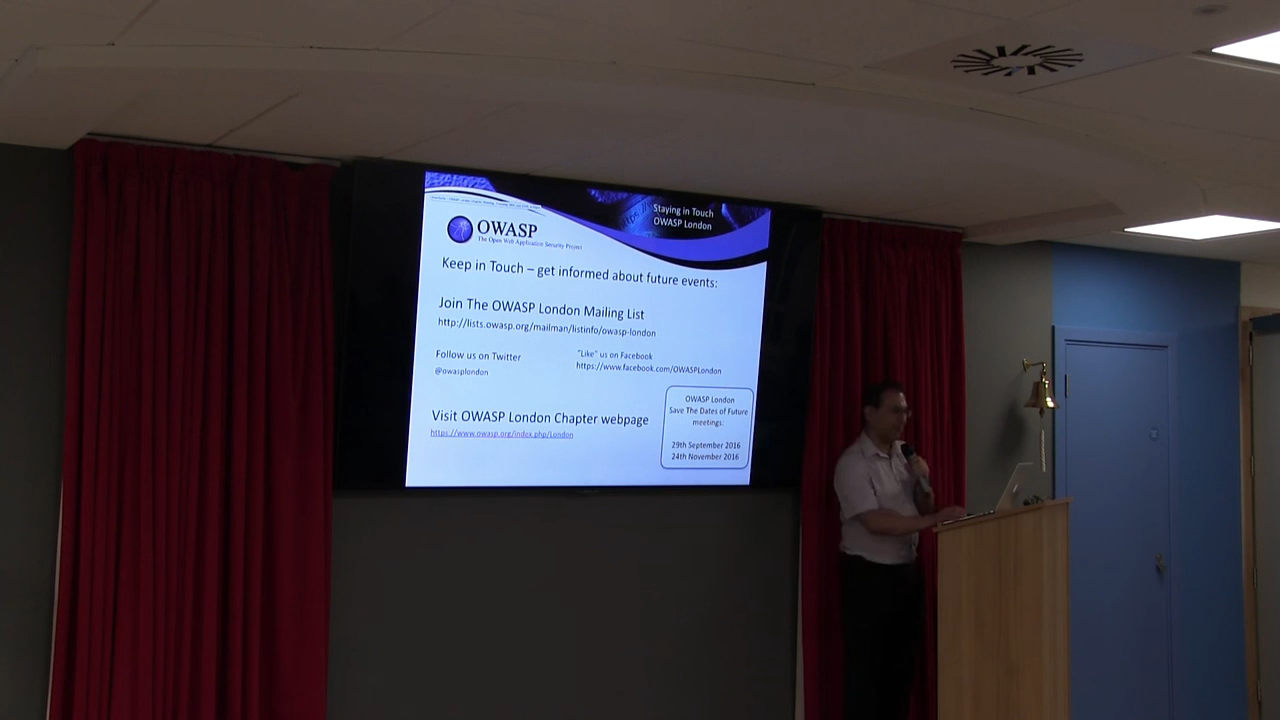 Staying in Touch
OWASP London
OWASP
The Open Web Application Security Project
Keep in Touch – get informed about future events:
Join The OWASP London Mailing List
http://lists.owasp.org/mailman/listinfo/owasp-london
Follow us on Twitter
@owasplondon
"Like" us on Facebook
https://www.facebook.com/OWASPLondon
Visit OWASP London Chapter webpage
https://www.owasp.org/index.php/London
OWASP London
Save The Dates of Future
meetings:
29th September 2016
24th November 2016